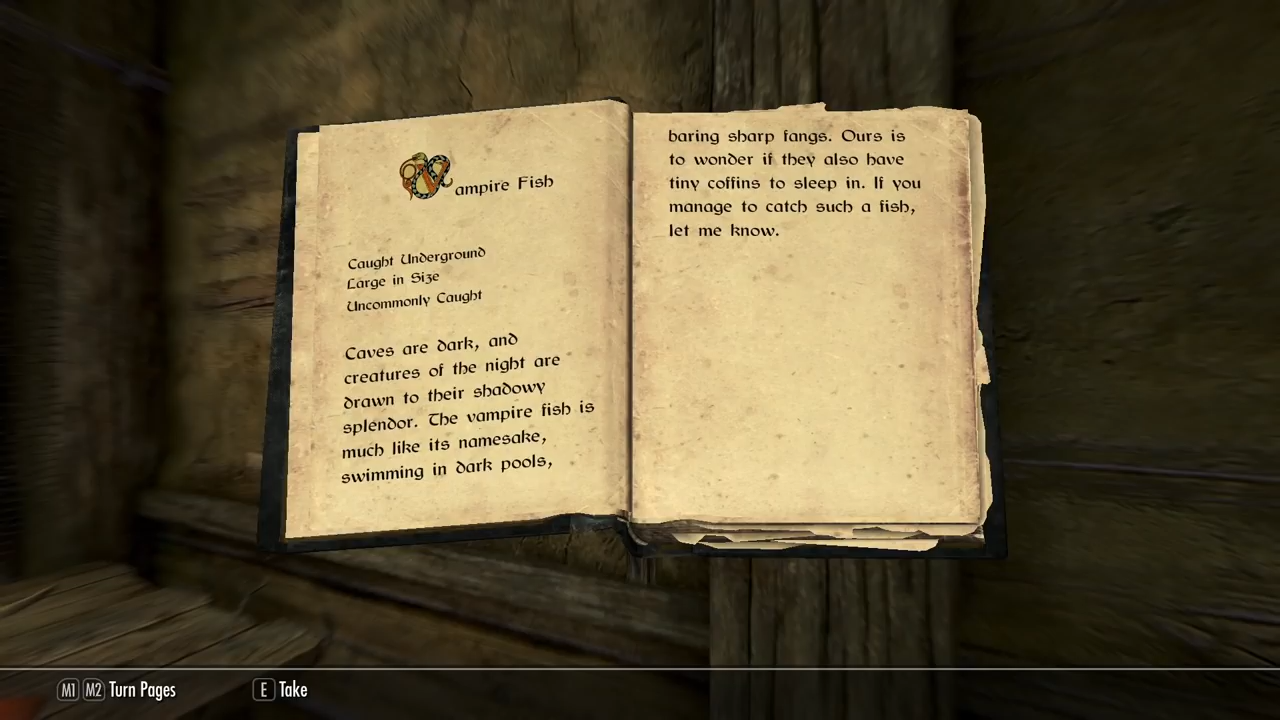 Vampire Fish
Caught Underground
Large in Size
Uncommonly Caught
Caves are dark, and
creatures of the night are
drawn to their shadowy
splendor. The vampire fish is
much like its namesake,
swimming in dark pools,
baring sharp fangs. Ours is
to wonder if they also have
tiny coffins to sleep in. If you
manage to catch such a fish,
let me know.
M1 M2 Turn Pages
E Take